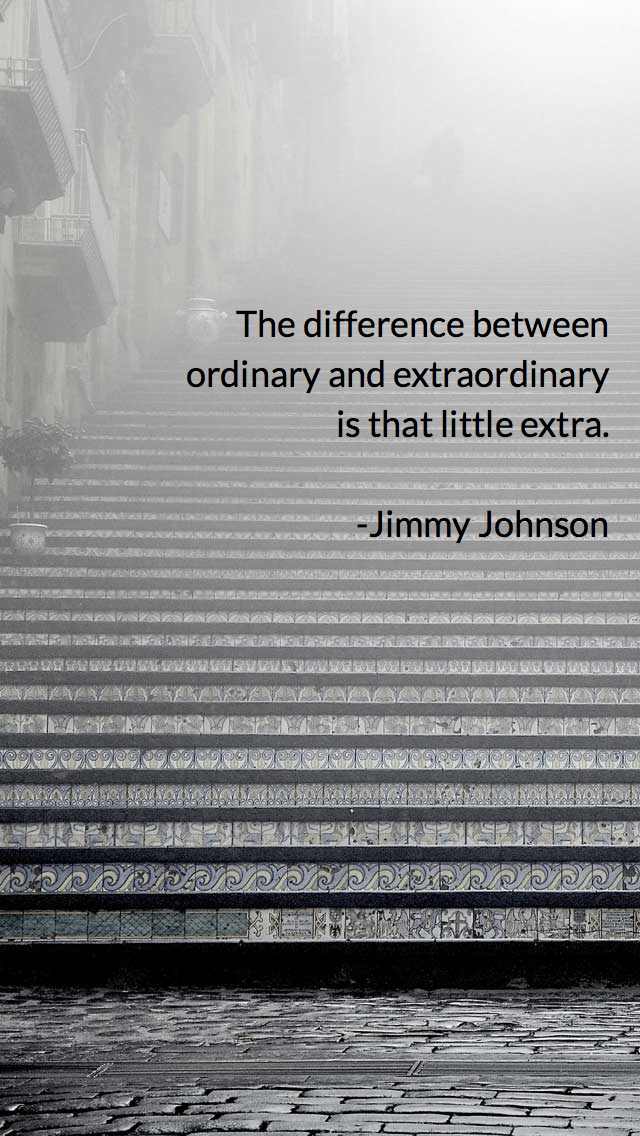 The difference between
ordinary and extraordinary
is that little extra.
-Jimmy Johnson